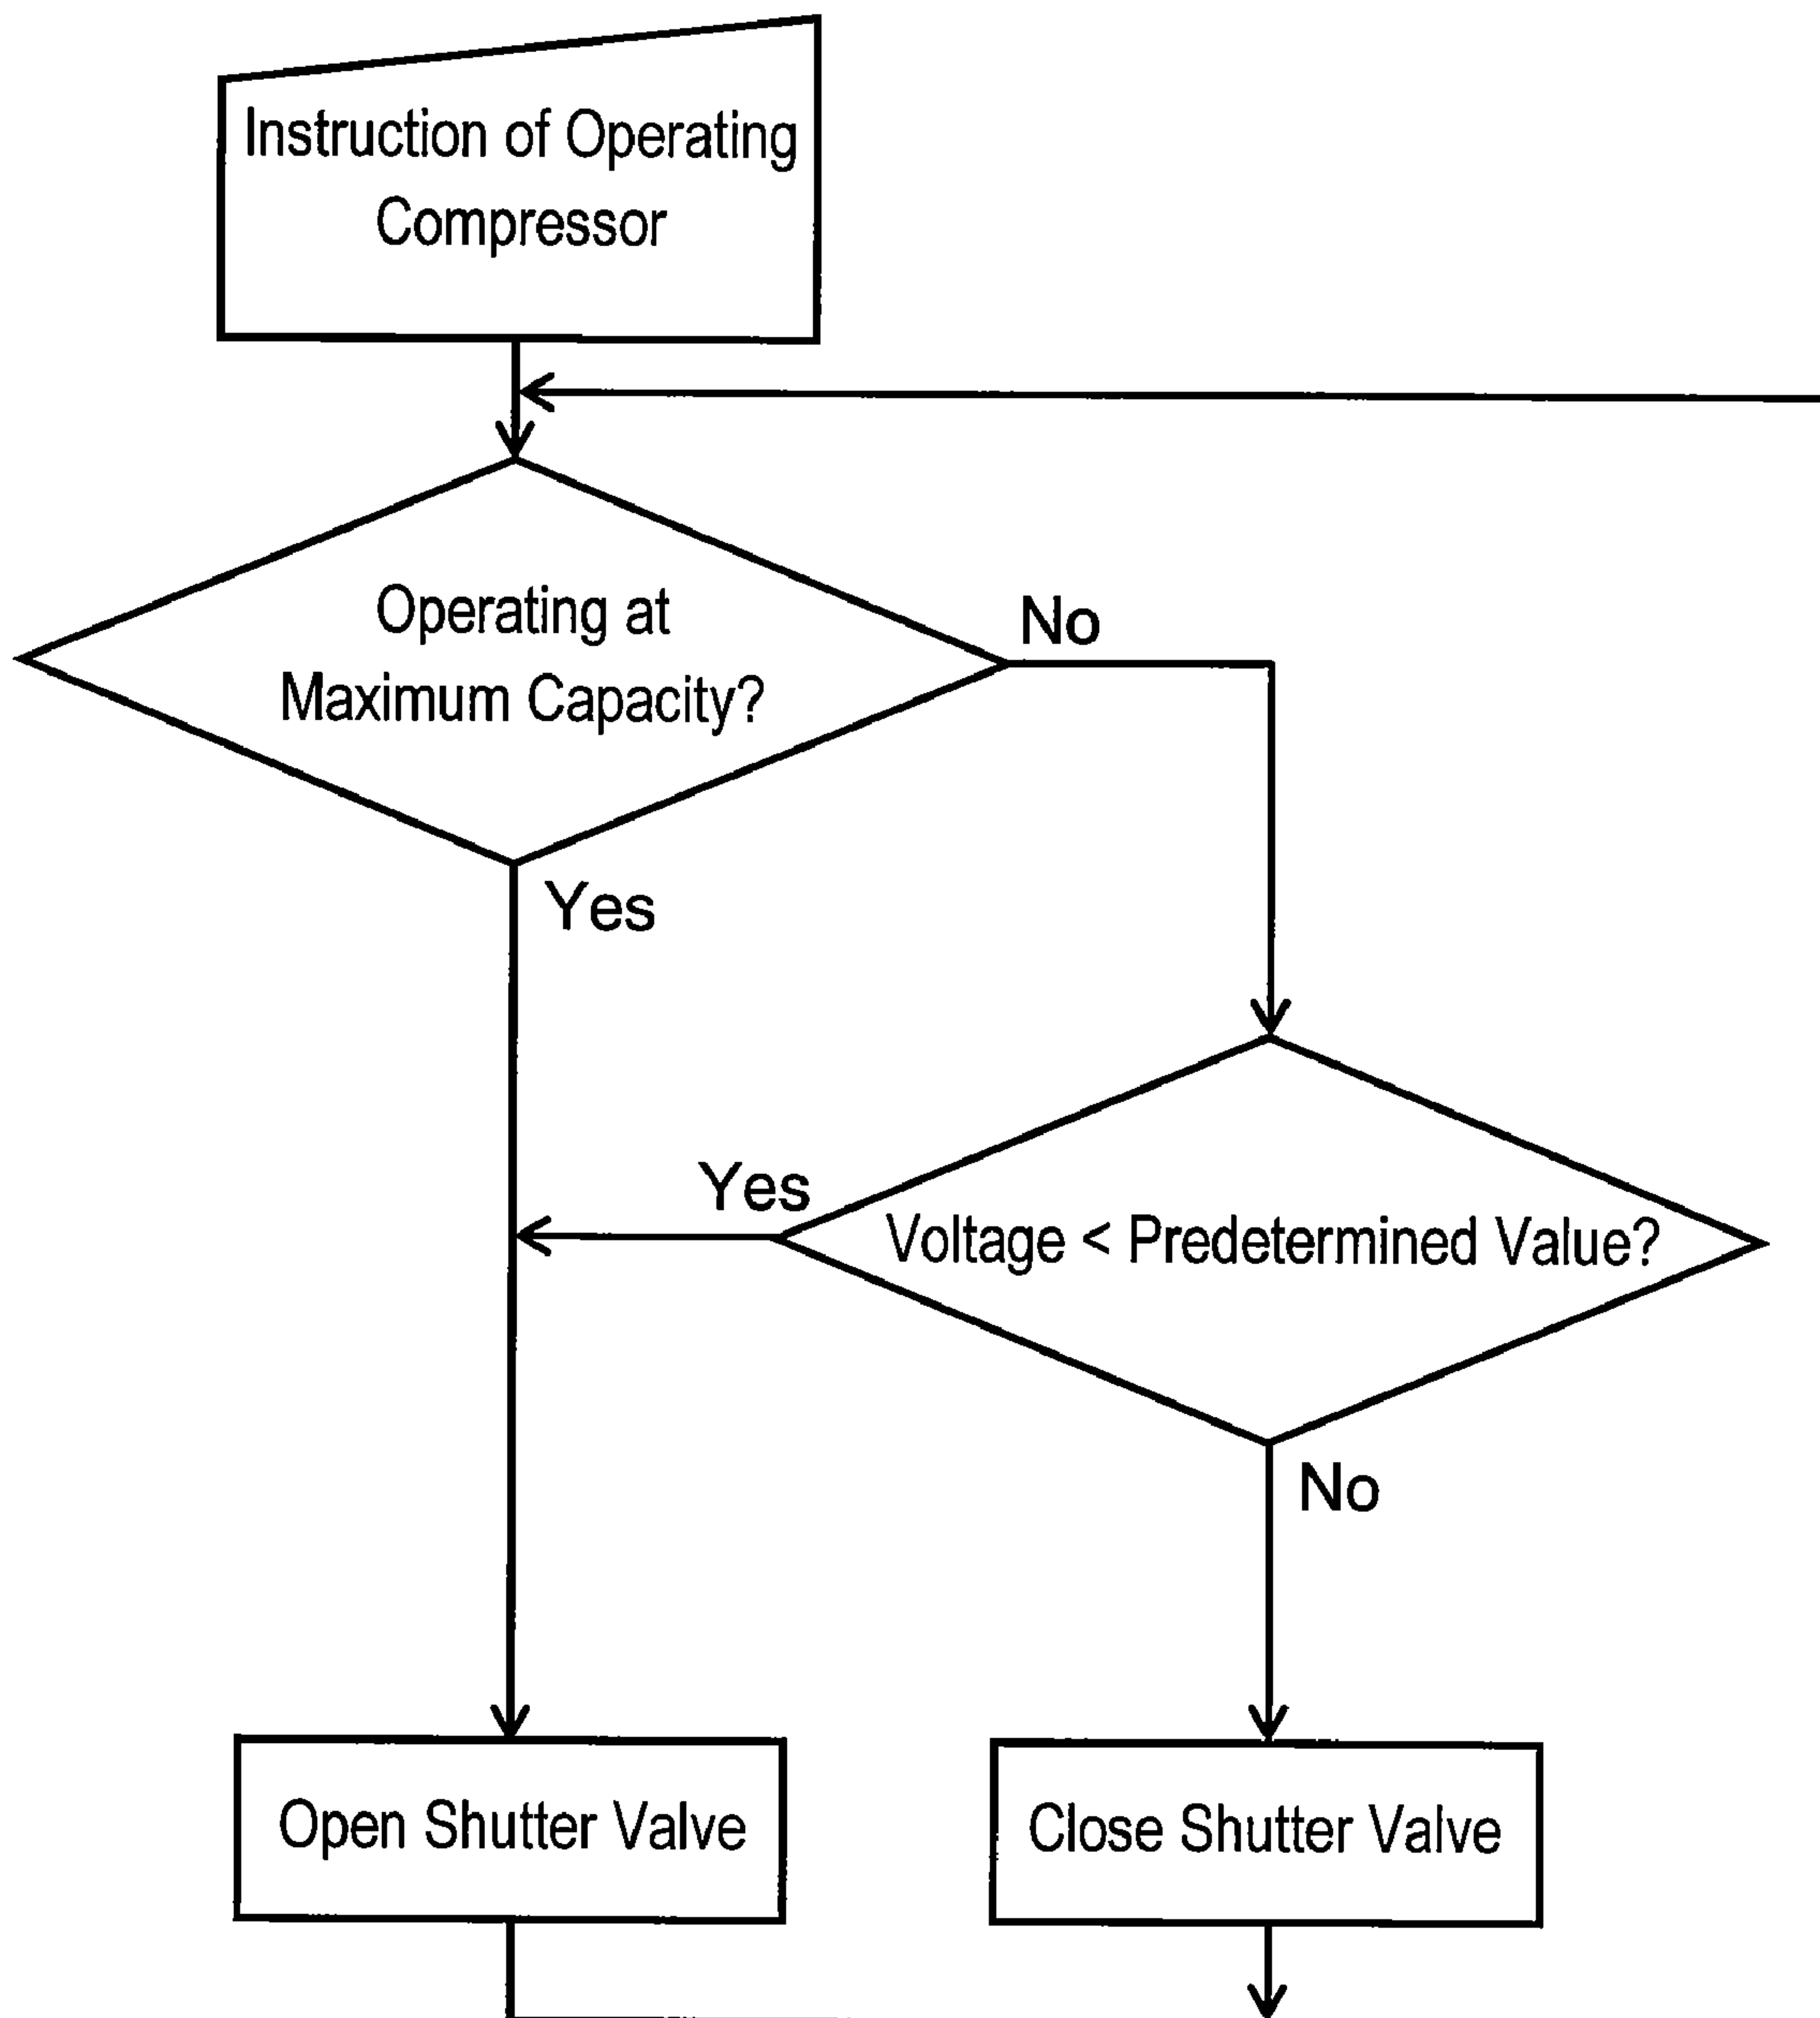 Instruction of Operating
Compressor
Operating at
Maximum Capacity?
No
Yes
Yes
Voltage < Predetermined Value?
No
Open Shutter Valve
Close Shutter Valve